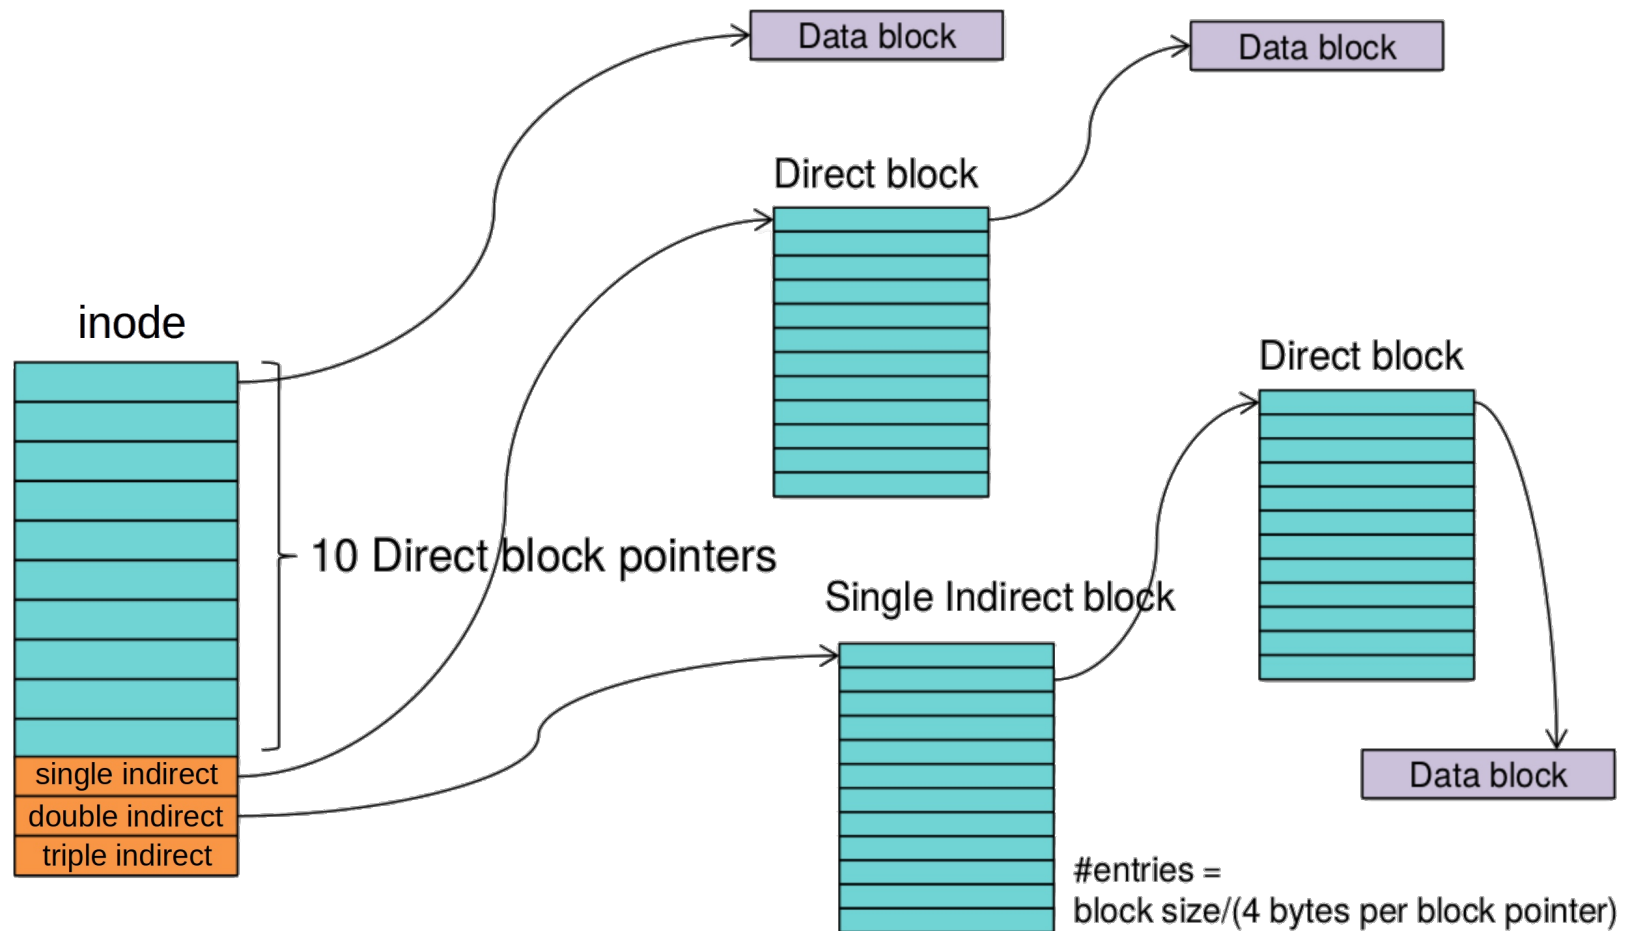 Data block
Data block
Direct block
inode
Direct block
10 Direct block pointers
Single Indirect block
single indirect
double indirect
triple indirect
Data block
#entries =
block size/(4 bytes per block pointer)